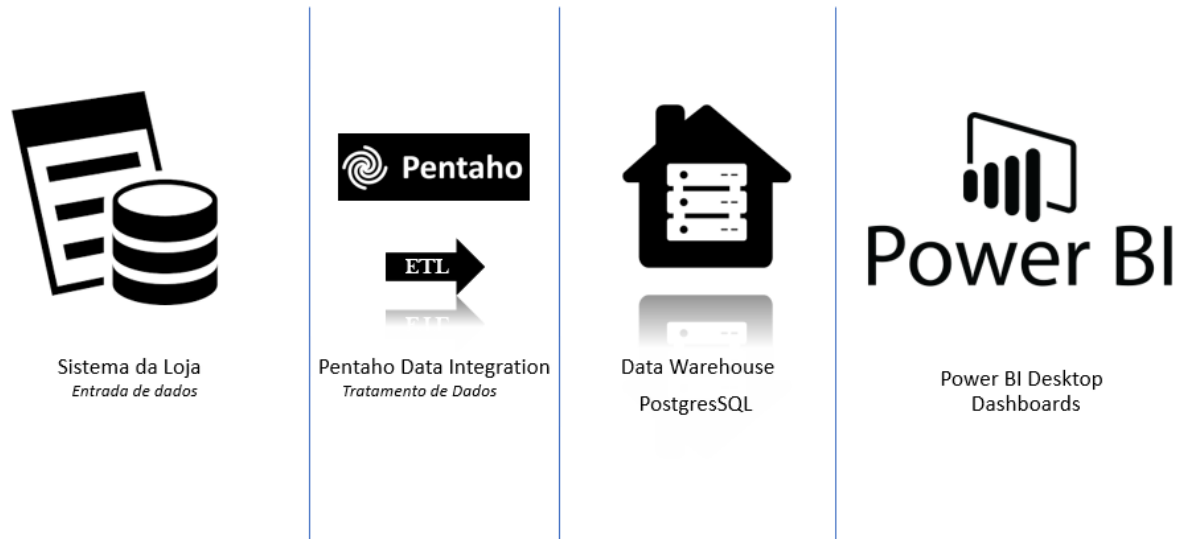 Pentaho
ETL
Power BI
Sistema da Loja
Entrada de dados
Pentaho Data Integration
Tratamento de Dados
Data Warehouse
PostgresSQL
Power BI Desktop
Dashboards